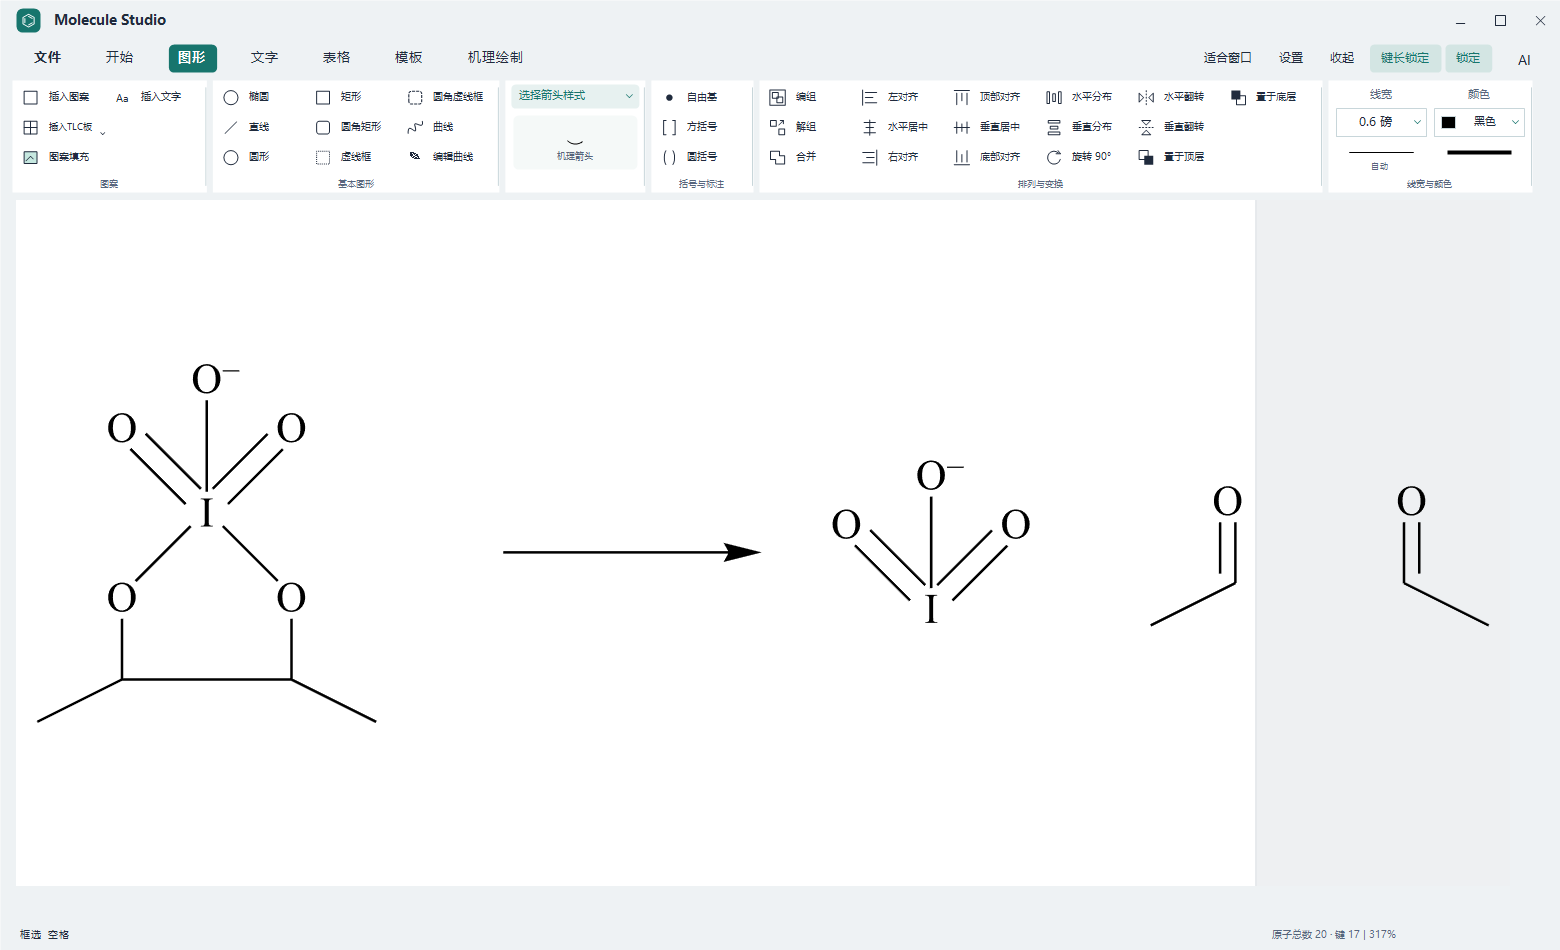 Molecule Studio
文件 开始 图形 文字 表格 模板 机理绘制 适合窗口 设置 收起 键长锁定 锁定 AI
插入图案 Aa 插入文字
插入TLC板
图案填充
图案
椭圆 矩形 圆角虚线框
直线 圆角矩形 曲线
圆形 虚线框 编辑曲线
基本图形
选择箭头样式
机理箭头
自由基
[ ] 方括号
( ) 圆括号
括号与标注
编组 左对齐 顶部对齐 水平分布 水平翻转 置于底层
解组 水平居中 垂直居中 垂直分布 垂直翻转
合并 右对齐 底部对齐 旋转 90° 置于顶层
排列与变换
线宽 颜色
0.6 磅 黑色
自动
线宽与颜色
O−
O O
I
O O
O−
O O
I
O
O
框选 空格
原子总数 20 · 键 17 | 317%